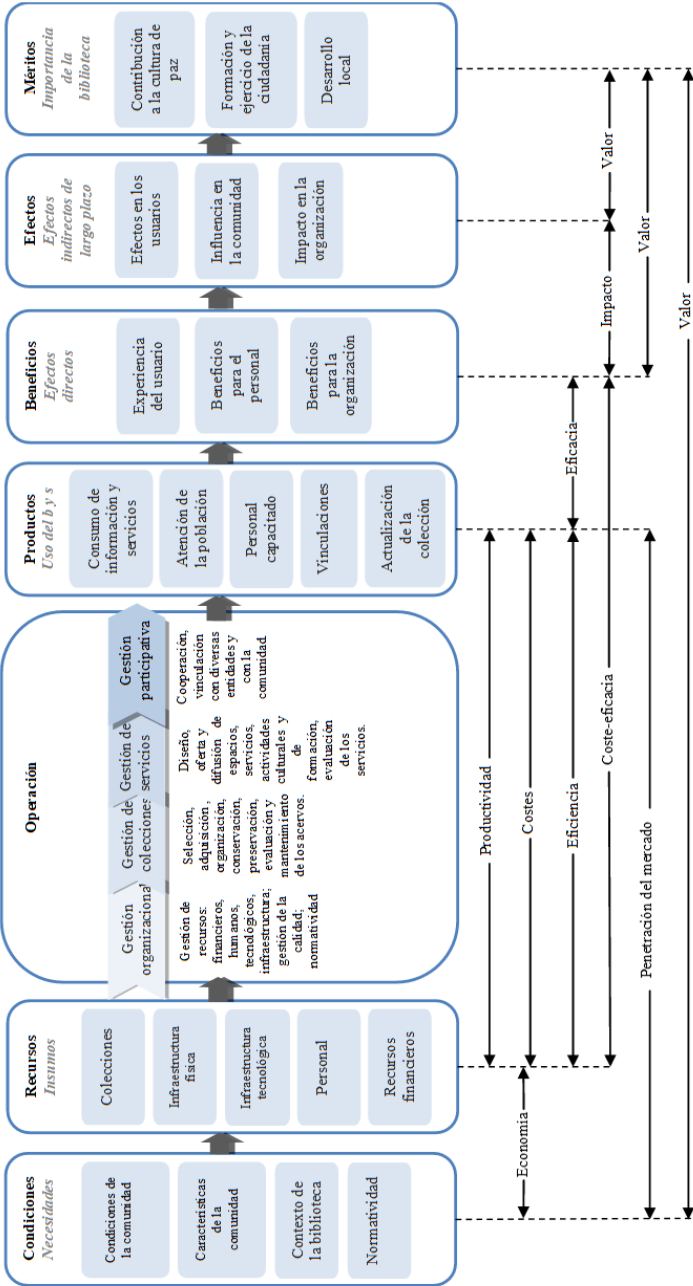 Condiciones
Necesidades
Condiciones de
la comunidad
Características
de la
comunidad
Contexto de
la biblioteca
Normatividad
Recursos
Insumos
Colecciones
Infraestructura
física
Infraestructura
tecnológica
Personal
Recursos
financieros
Operación
Gestión
organizacional
Gestión de
colecciones
Gestión de
servicios
Gestión
participativa
Gestión de
recursos:
financieros,
humanos,
tecnológicos,
infraestructura;
gestión de la
calidad;
normatividad
Selección,
adquisición,
organización,
conservación,
preservación,
evaluación y
mantenimiento
de los acervos.
Diseño,
oferta y
difusión de
espacios,
servicios,
actividades
culturales y
de
formación,
evaluación
de los
servicios.
Cooperación,
vinculación
con diversas
entidades y
con la
comunidad
Productos
Uso del b y s
Consumo de
información y
servicios
Atención de
la población
Personal
capacitado
Vinculaciones
Actualización
de la
colección
Beneficios
Efectos
directos
Experiencia
del usuario
Beneficios
para el
personal
Beneficios
para la
organización
Efectos
Efectos
indirectos de
largo plazo
Efectos en los
usuarios
Influencia en
la comunidad
Impacto en la
organización
Méritos
Importancia
de la
biblioteca
Contribución
a la cultura de
paz
Formación y
ejercicio de la
ciudadanía
Desarrollo
local
Productividad
Economia
Costes
Eficiencia
Eficacia
Coste-eficacia
Impacto
Valor
Penetración del mercado
Valor
Valor